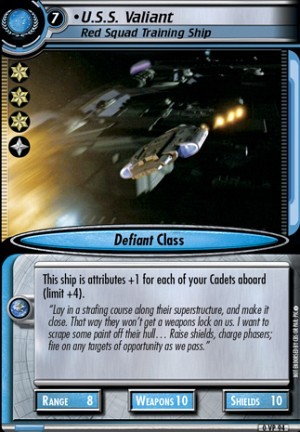 7
•U.S.S. Valiant
Red Squad Training Ship
Defiant Class
This ship is attributes +1 for each of your Cadets aboard
(limit +4).
"Lay in a strafing course along their superstructure, and make it
close. That way they won't get a weapons lock on us. I want to
scrape some paint off their hull… Raise shields, charge phasers;
fire on any targets of opportunity as we pass."
RANGE 8
WEAPONS 10
SHIELDS 10